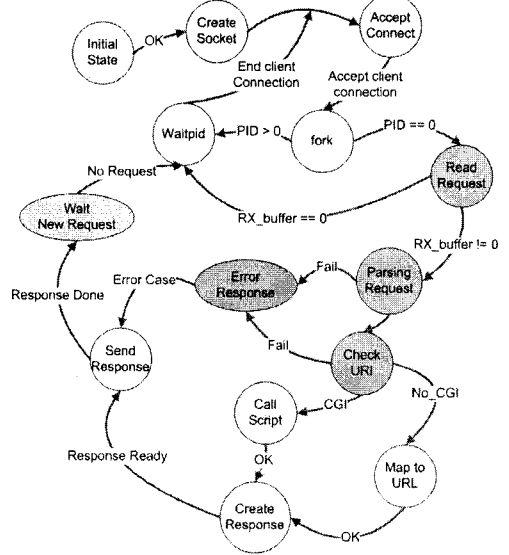 Create
Socket
Accept
Connect
Initial
State
OK
End client
Connection
Accept client
connection
Waitpid
PID > 0
fork
PID == 0
No Request
Read
Request
Wait
New Request
RX_buffer == 0
RX_buffer != 0
Error Case
Error
Response
Fail
Parsing
Request
Response Done
Send
Response
Fail
Check
URI
No_CGI
Call
Script
CGI
Response Ready
OK
Map to
URL
Create
Response
OK